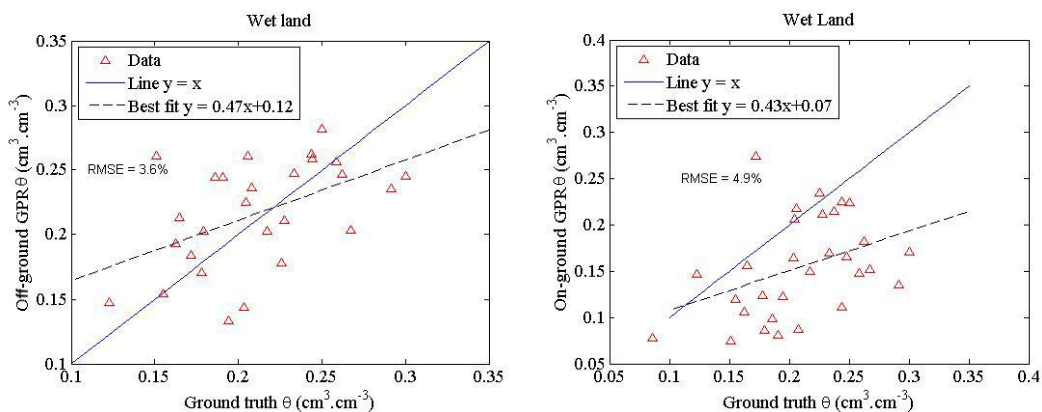 Wet land
Data
Line y = x
Best fit y = 0.47x+0.12
RMSE = 3.6%
0.35
0.3
0.25
0.2
0.15
0.1
Off-ground GPR θ (cm³.cm⁻³)
0.1
0.15
0.2
0.25
0.3
0.35
Ground truth θ (cm³.cm⁻³)
Wet Land
Data
Line y = x
Best fit y = 0.43x+0.07
RMSE = 4.9%
0.4
0.35
0.3
0.25
0.2
0.15
0.1
0.05
On-ground GPR θ (cm³.cm⁻³)
0.05
0.1
0.15
0.2
0.25
0.3
0.35
0.4
Ground truth θ (cm³.cm⁻³)